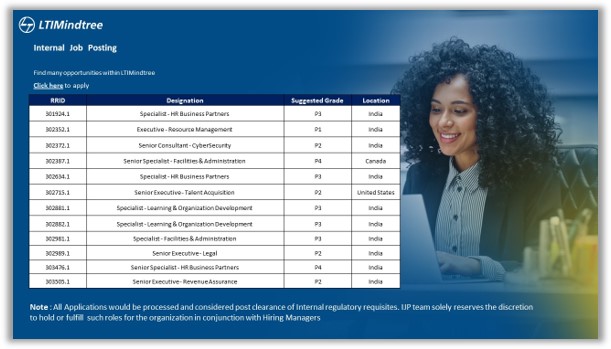 LTIMindtree
Internal Job Posting
Find many opportunities within LTIMindtree
Click here to apply
RRID Designation Suggested Grade Location
301924.1 Specialist - HR Business Partners P3 India
302352.1 Executive - Resource Management P1 India
302372.1 Senior Consultant - CyberSecurity P2 India
302387.1 Senior Specialist - Facilities & Administration P4 Canada
302634.1 Specialist - HR Business Partners P3 India
302715.1 Senior Executive - Talent Acquisition P2 United States
302881.1 Specialist - Learning & Organization Development P3 India
302882.1 Specialist - Learning & Organization Development P3 India
302981.1 Specialist - Facilities & Administration P3 India
302989.1 Senior Executive - Legal P2 India
303476.1 Senior Specialist - HR Business Partners P4 India
303505.1 Senior Executive - Revenue Assurance P2 India
Note : All Applications would be processed and considered post clearance of Internal regulatory requisites. IJP team solely reserves the discretion
to hold or fulfill such roles for the organization in conjunction with Hiring Managers